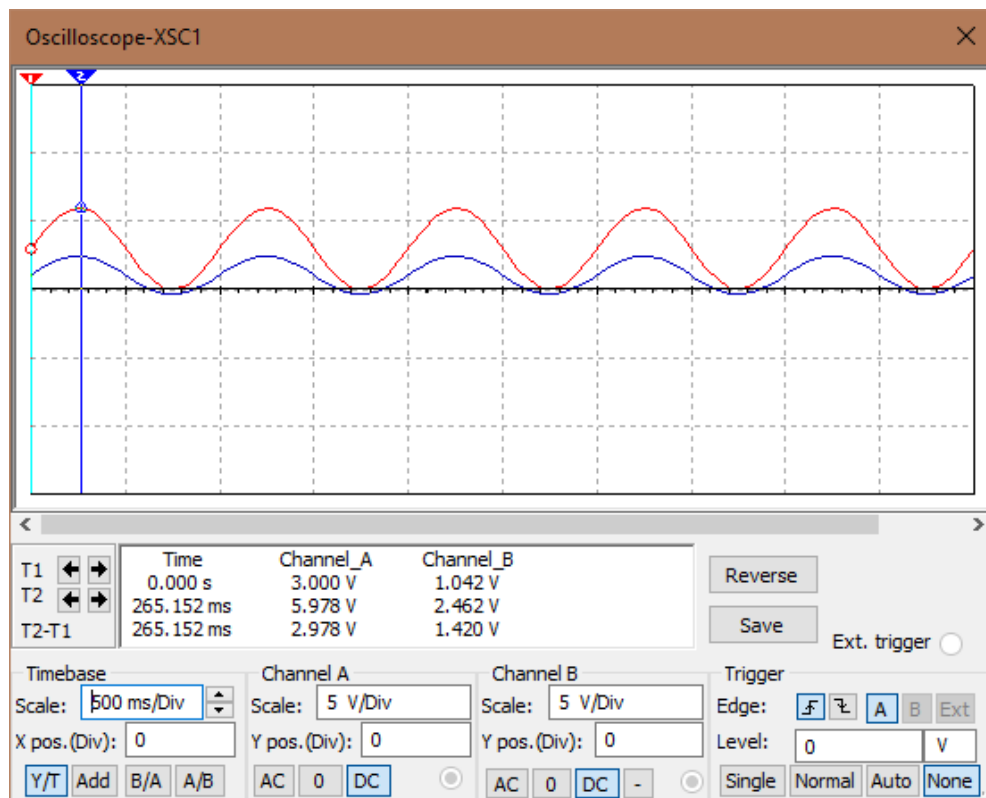 Oscilloscope-XSC1
1 2
Time Channel_A Channel_B
T1 0.000 s 3.000 V 1.042 V
T2 265.152 ms 5.978 V 2.462 V
T2-T1 265.152 ms 2.978 V 1.420 V
Reverse
Save
Ext. trigger
Timebase Channel A Channel B Trigger
Scale: 500 ms/Div Scale: 5 V/Div Scale: 5 V/Div Edge: A B Ext
X pos.(Div): 0 Y pos.(Div): 0 Y pos.(Div): 0 Level: 0 V
Y/T Add B/A A/B AC 0 DC AC 0 DC - Single Normal Auto None